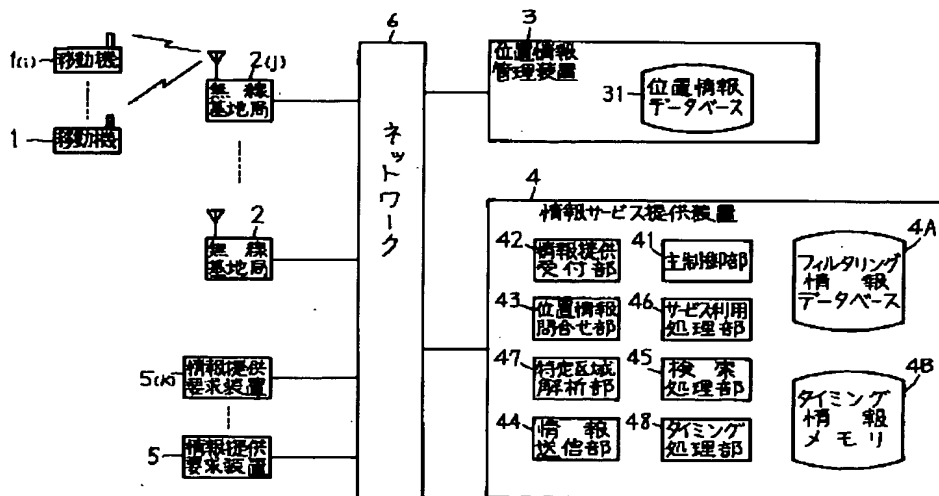 1(i)
移動機
1
移動機
2(j)
無線
基地局
2
無線
基地局
5(k)
情報提供
要求装置
5
情報提供
要求装置
6
ネットワーク
3
位置情報
管理装置
31
位置情報
データベース
4
情報サービス提供装置
42
情報提供
受付部
41
主制御部
43
位置情報
問合せ部
46
サービス利用
処理部
47
特定区域
解析部
45
検索
処理部
44
情報
送信部
48
タイミング
処理部
4A
フィルタリング
情報
データベース
4B
タイミング
情報
メモリ